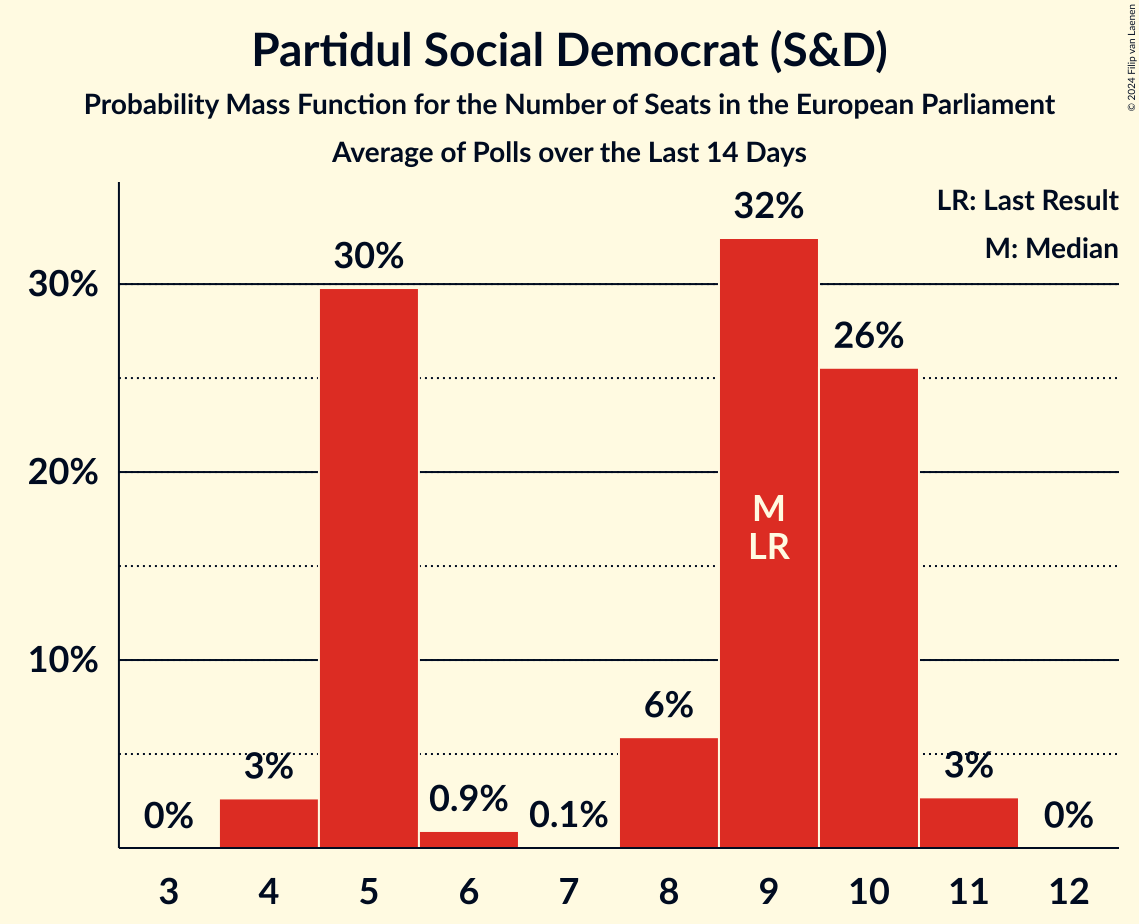 Partidul Social Democrat (S&D)
Probability Mass Function for the Number of Seats in the European Parliament
Average of Polls over the Last 14 Days
© 2024 Filip van Laenen
LR: Last Result
M: Median
30%
20%
10%
0%
3%
30%
0.9%
0.1%
6%
32%
26%
3%
0%
M
LR
3 4 5 6 7 8 9 10 11 12